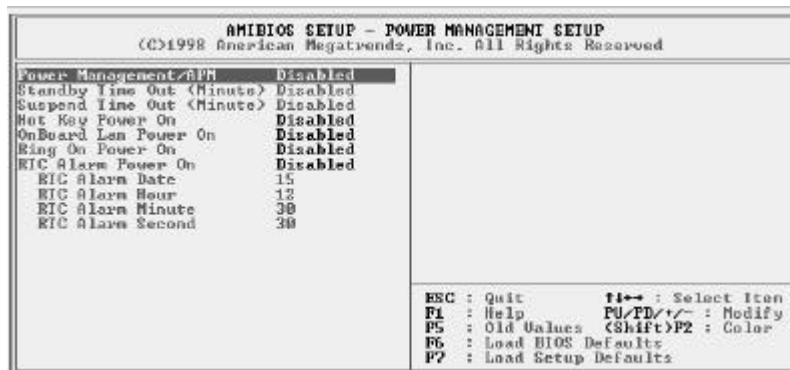 AMIBIOS SETUP - POWER MANAGEMENT SETUP
(C)1998 American Megatrends, Inc. All Rights Reserved
Power Management/APM Disabled
Standby Time Out (Minute) Disabled
Suspend Time Out (Minute) Disabled
Hot Key Power On Disabled
OnBoard Lan Power On Disabled
Ring On Power On Disabled
RTC Alarm Power On Disabled
RTC Alarm Date 15
RTC Alarm Hour 12
RTC Alarm Minute 30
RTC Alarm Second 30
ESC : Quit ↑↓←→ : Select Item
F1 : Help PU/PD/+/- : Modify
F5 : Old Values (Shift)F2 : Color
F6 : Load BIOS Defaults
F7 : Load Setup Defaults